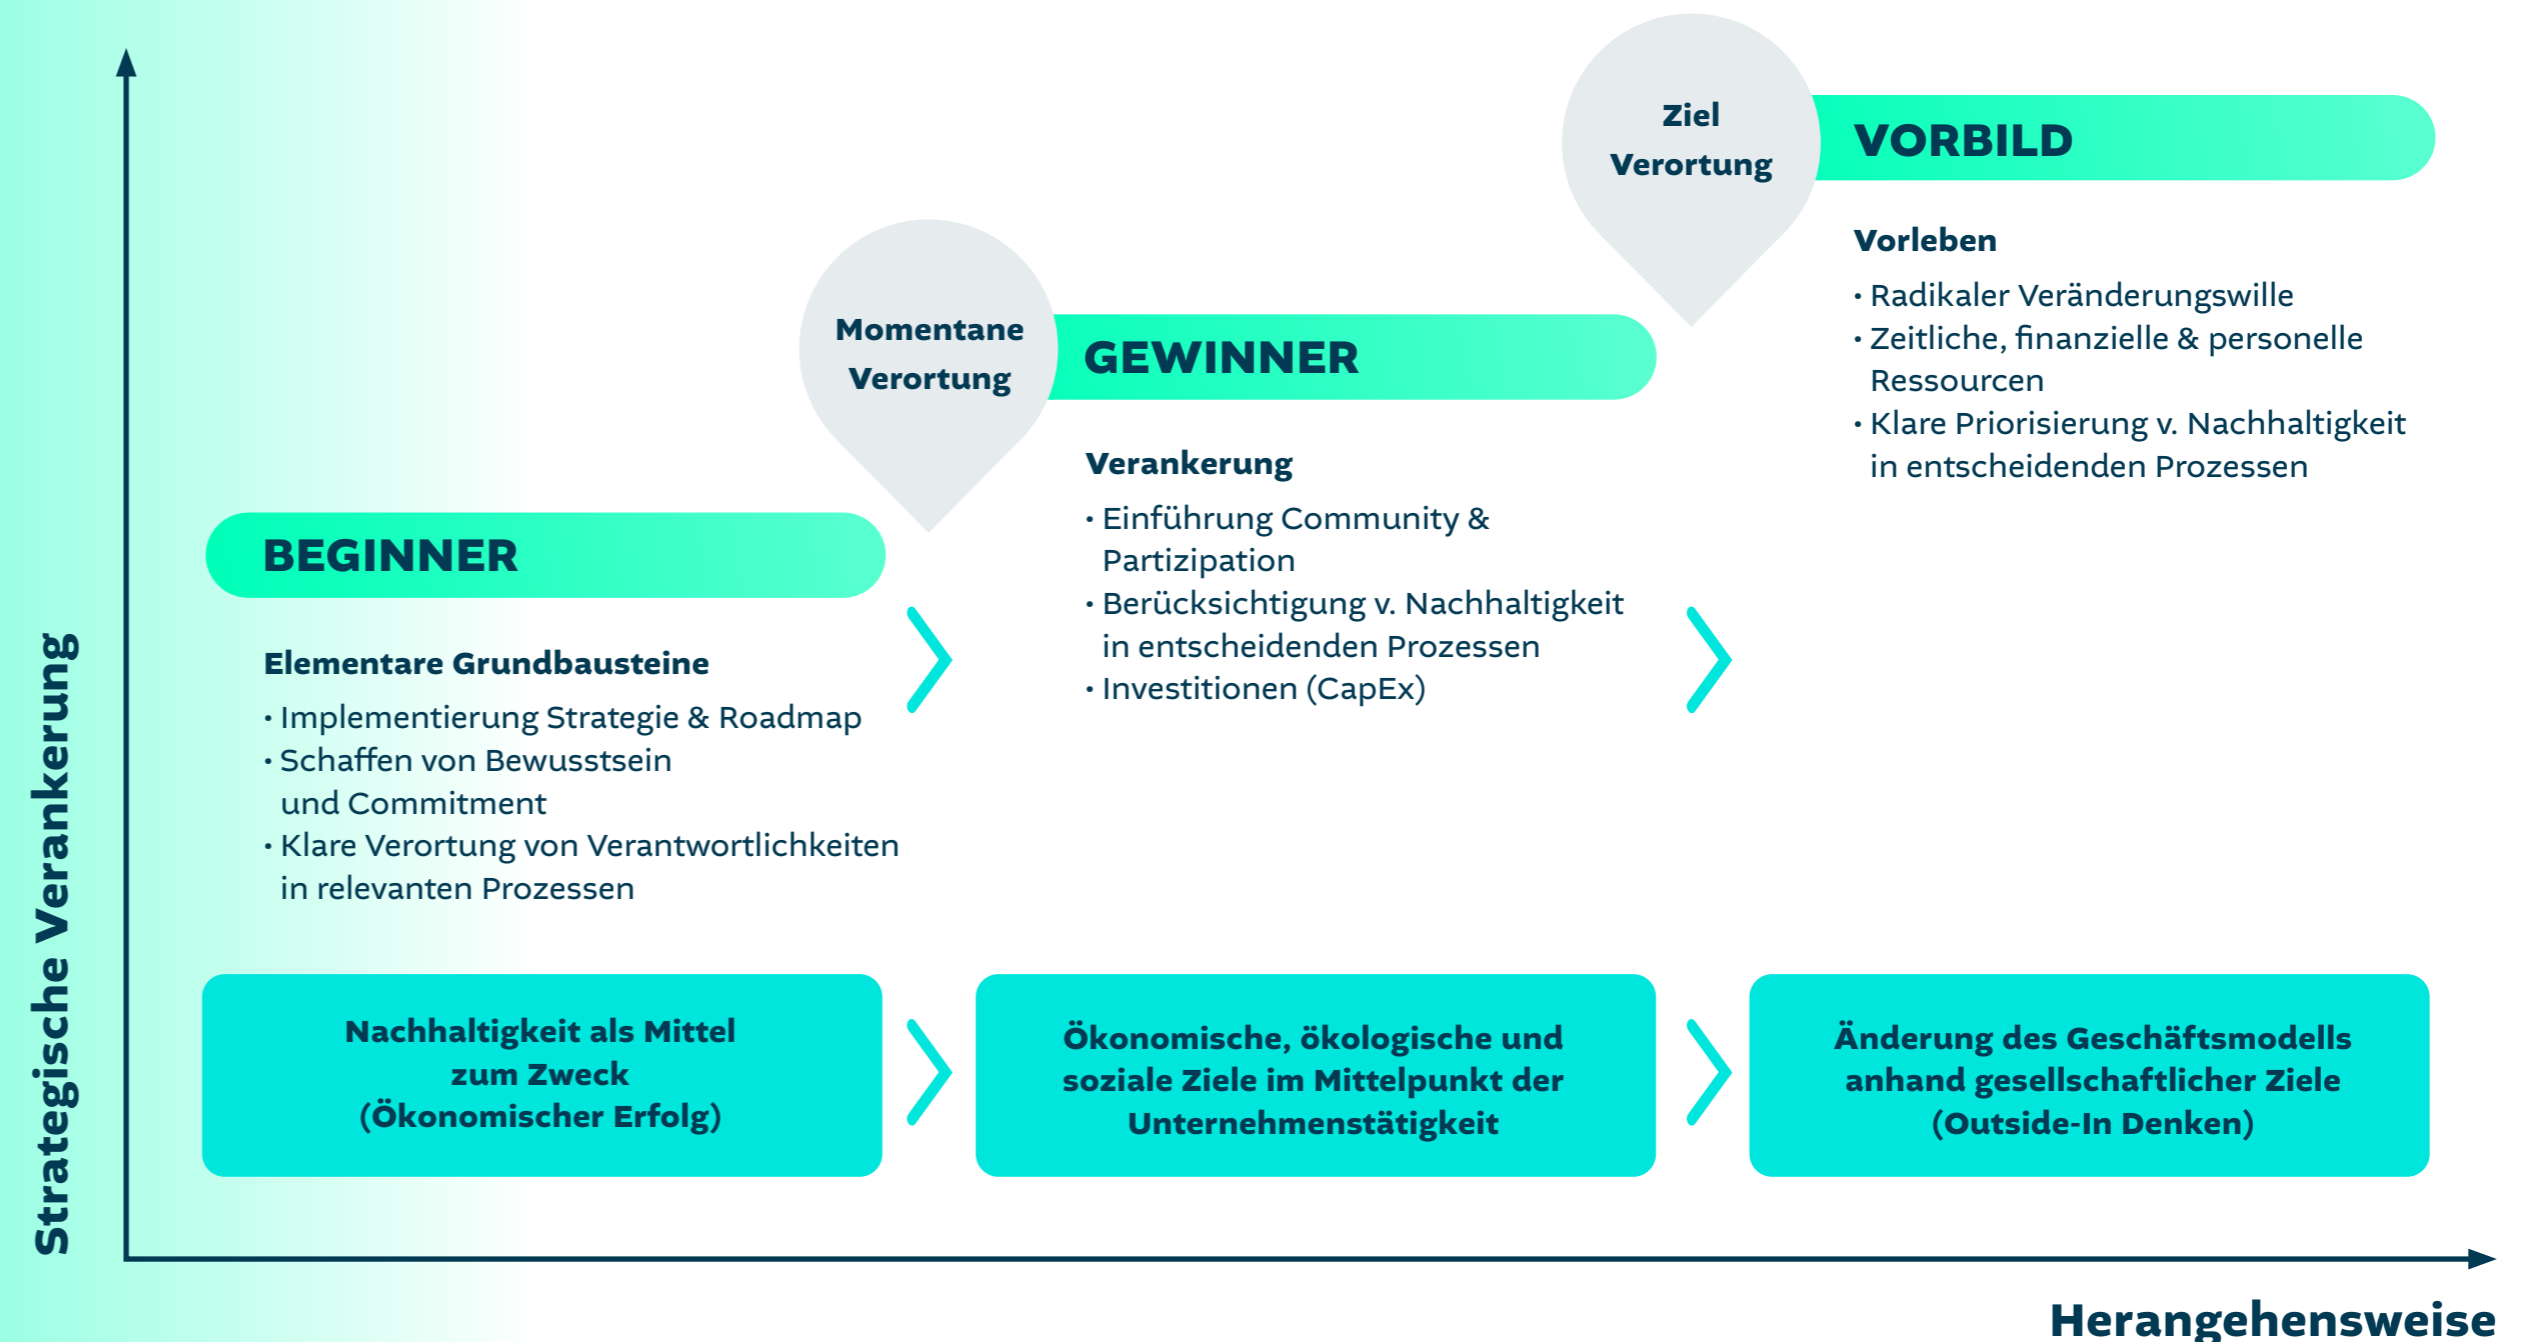 Strategische Verankerung
BEGINNER
Elementare Grundbausteine
• Implementierung Strategie & Roadmap
• Schaffen von Bewusstsein
und Commitment
• Klare Verortung von Verantwortlichkeiten
in relevanten Prozessen
Momentane
Verortung
GEWINNER
Verankerung
• Einführung Community &
Partizipation
• Berücksichtigung v. Nachhaltigkeit
in entscheidenden Prozessen
• Investitionen (CapEx)
Ziel
Verortung
VORBILD
Vorleben
• Radikaler Veränderungswille
• Zeitliche, finanzielle & personelle
Ressourcen
• Klare Priorisierung v. Nachhaltigkeit
in entscheidenden Prozessen
Nachhaltigkeit als Mittel
zum Zweck
(Ökonomischer Erfolg)
Ökonomische, ökologische und
soziale Ziele im Mittelpunkt der
Unternehmenstätigkeit
Änderung des Geschäftsmodells
anhand gesellschaftlicher Ziele
(Outside-In Denken)
Herangehensweise